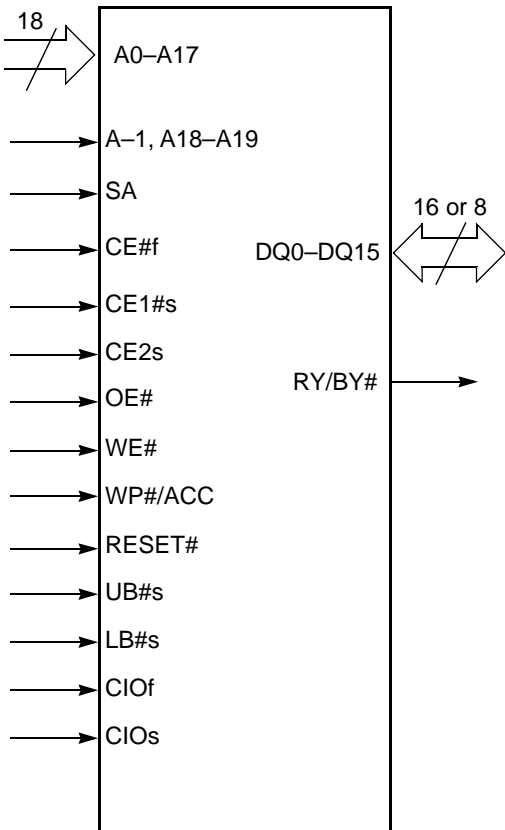 18
A0–A17
A–1, A18–A19
SA
16 or 8
CE#f
DQ0–DQ15
CE1#s
CE2s
RY/BY#
OE#
WE#
WP#/ACC
RESET#
UB#s
LB#s
CIOf
CIOs